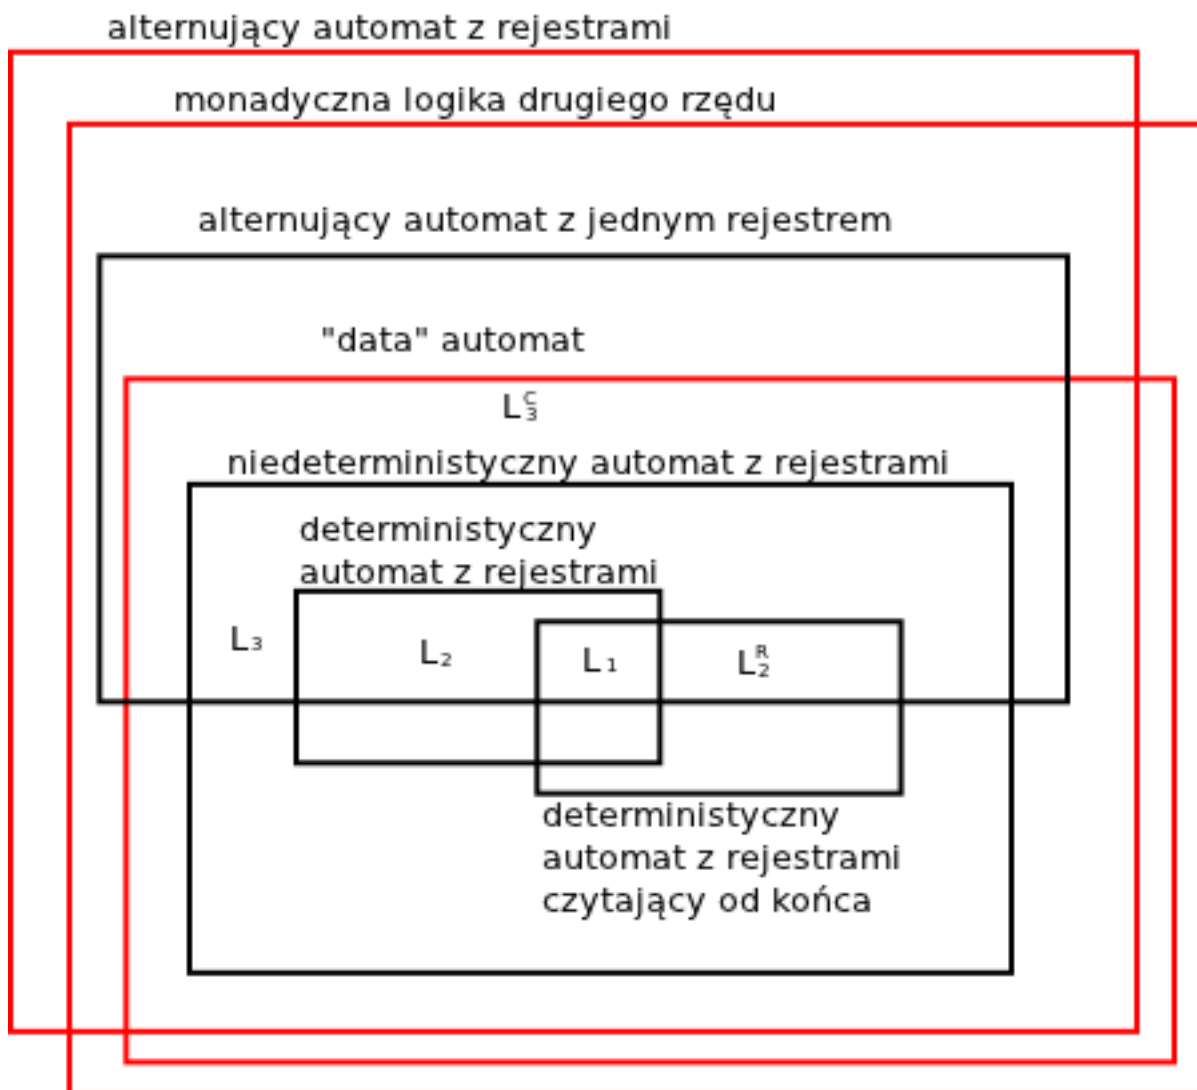 alternujący automat z rejestrami
monadyczna logika drugiego rzędu
alternujący automat z jednym rejestrem
"data" automat
L₃ᶜ
niedeterministyczny automat z rejestrami
deterministyczny
automat z rejestrami
L₃
L₂
L₁
L₂ᴿ
deterministyczny
automat z rejestrami
czytający od końca